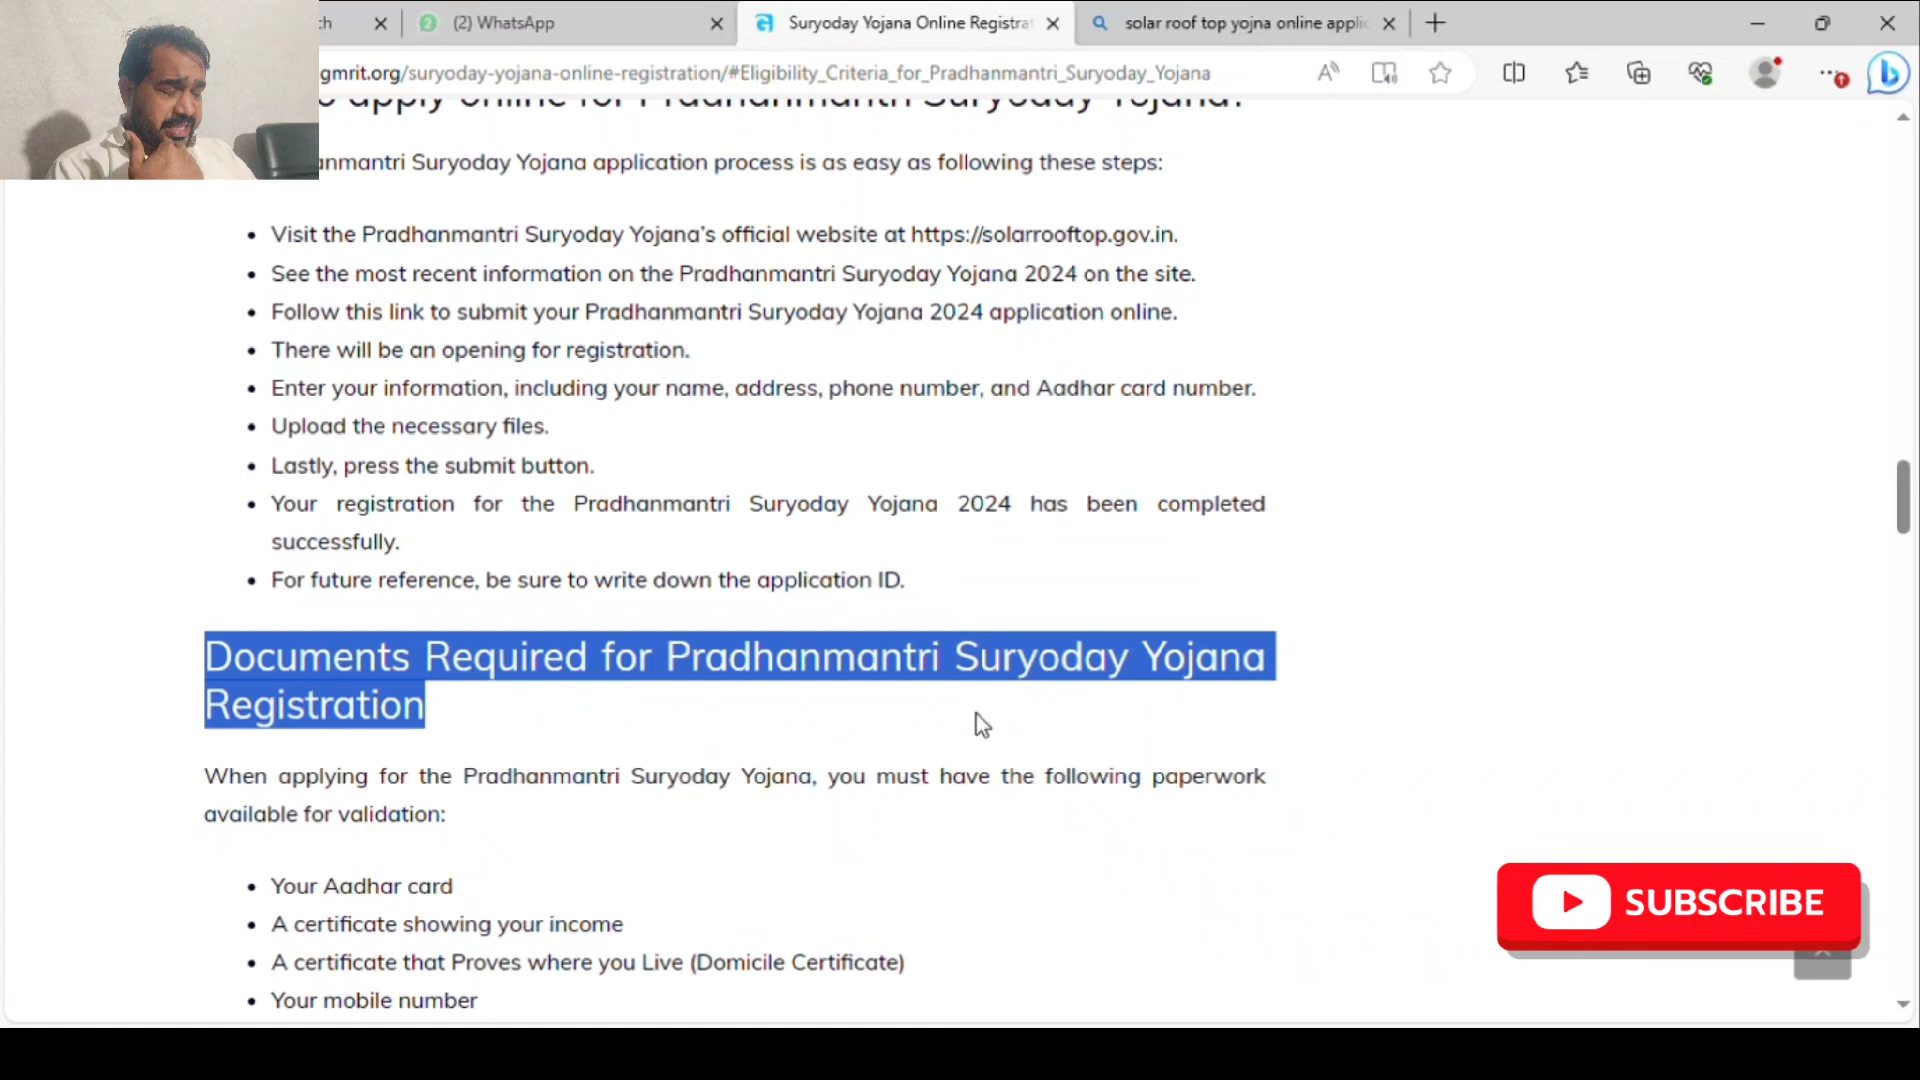 ch
(2) WhatsApp
Suryoday Yojana Online Registra
solar roof top yojna online applic
gmrit.org/suryoday-yojana-online-registration/#Eligibility_Criteria_for_Pradhanmantri_Suryoday_Yojana
apply online for Pradhanmantri Suryoday Yojana?
anmantri Suryoday Yojana application process is as easy as following these steps:
• Visit the Pradhanmantri Suryoday Yojana's official website at https://solarrooftop.gov.in.
• See the most recent information on the Pradhanmantri Suryoday Yojana 2024 on the site.
• Follow this link to submit your Pradhanmantri Suryoday Yojana 2024 application online.
• There will be an opening for registration.
• Enter your information, including your name, address, phone number, and Aadhar card number.
• Upload the necessary files.
• Lastly, press the submit button.
• Your registration for the Pradhanmantri Suryoday Yojana 2024 has been completed
successfully.
• For future reference, be sure to write down the application ID.
Documents Required for Pradhanmantri Suryoday Yojana
Registration
When applying for the Pradhanmantri Suryoday Yojana, you must have the following paperwork
available for validation:
• Your Aadhar card
• A certificate showing your income
• A certificate that Proves where you Live (Domicile Certificate)
• Your mobile number
SUBSCRIBE